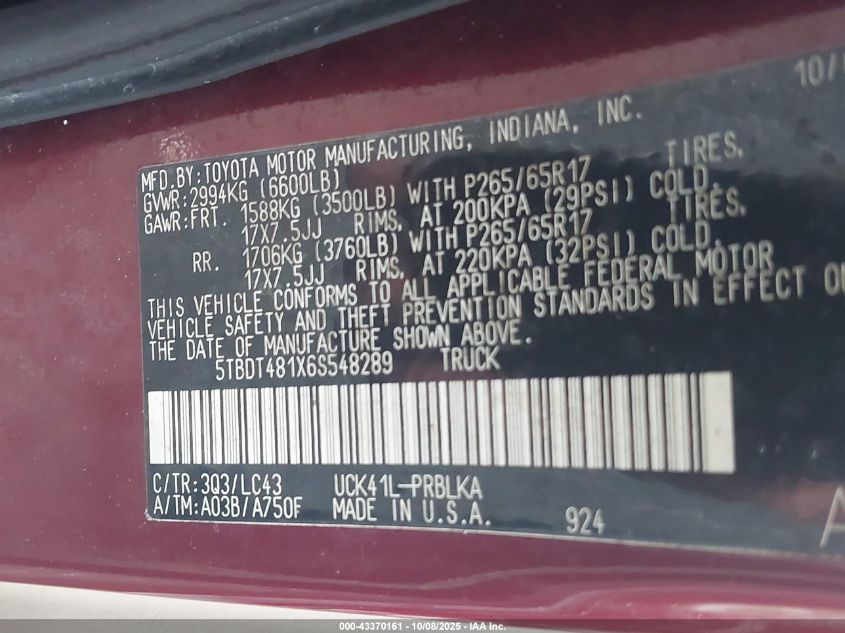 10/
MFD.BY:TOYOTA MOTOR MANUFACTURING, INDIANA, INC.
GVWR:2994KG (6600LB)
GAWR:FRT. 1588KG (3500LB) WITH P265/65R17 TIRES,
17X7.5JJ RIMS, AT 200KPA (29PSI) COLD.
RR. 1706KG (3760LB) WITH P265/65R17 TIRES,
17X7.5JJ RIMS, AT 220KPA (32PSI) COLD.
THIS VEHICLE CONFORMS TO ALL APPLICABLE FEDERAL MOTOR
VEHICLE SAFETY AND THEFT PREVENTION STANDARDS IN EFFECT
THE DATE OF MANUFACTURE SHOWN ABOVE.
5TBDT481X6S548289 TRUCK
C/TR:3Q3/LC43 UCK41L-PRBLKA
A/TM:A03B/A750F MADE IN U.S.A. 924
000-43370161 - 10/08/2025 - IAA Inc.